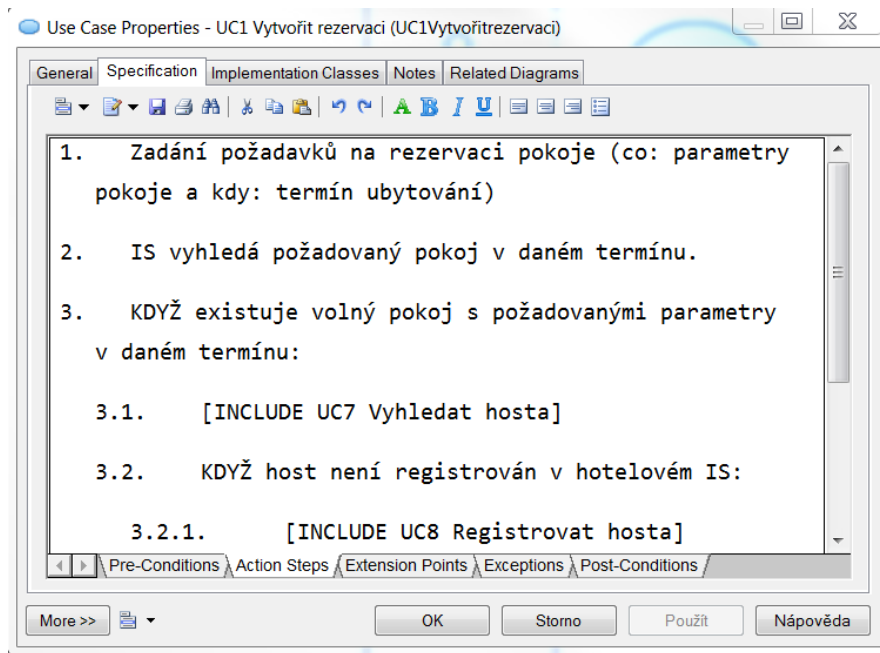 Use Case Properties - UC1 Vytvořit rezervaci (UC1Vytvořitrezervaci)
General Specification Implementation Classes Notes Related Diagrams
A B I U
1. Zadání požadavků na rezervaci pokoje (co: parametry
pokoje a kdy: termín ubytování)
2. IS vyhledá požadovaný pokoj v daném termínu.
3. KDYŽ existuje volný pokoj s požadovanými parametry
v daném termínu:
3.1. [INCLUDE UC7 Vyhledat hosta]
3.2. KDYŽ host není registrován v hotelovém IS:
3.2.1. [INCLUDE UC8 Registrovat hosta]
Pre-Conditions Action Steps Extension Points Exceptions Post-Conditions
More >> OK Storno Použít Nápověda